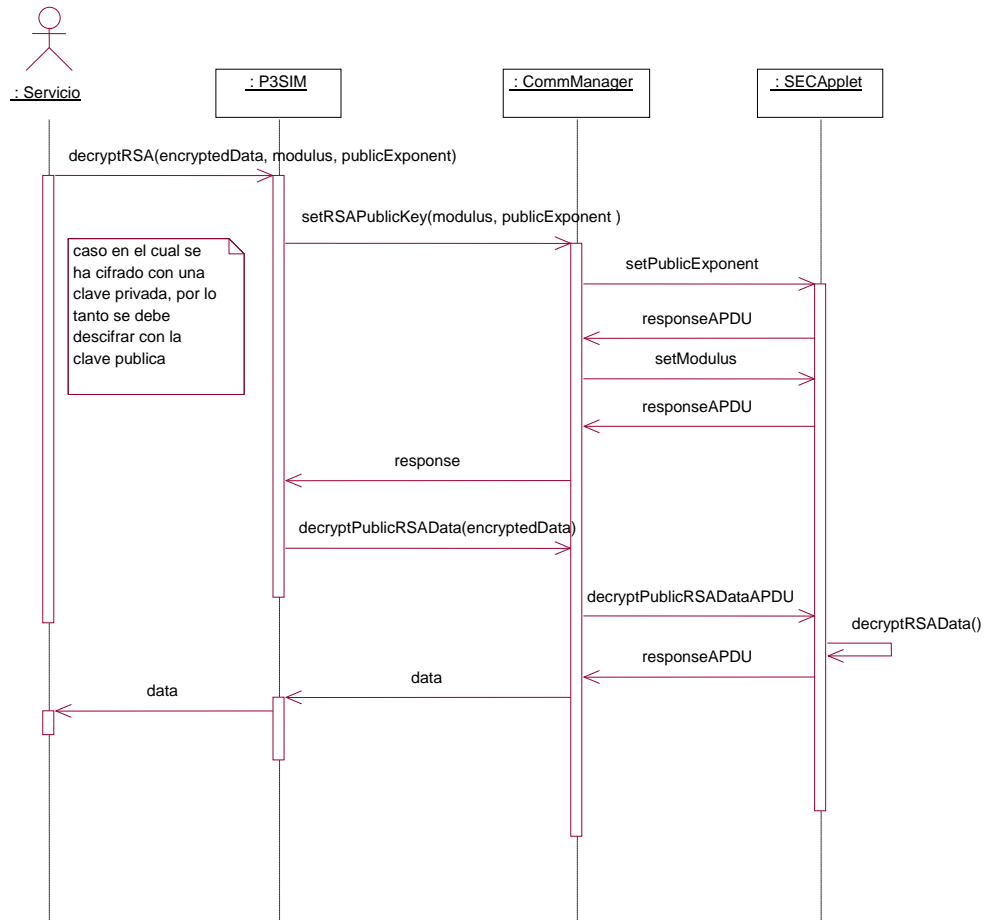 : Servicio
: P3SIM
: CommManager
: SECApplet
decryptRSA(encryptedData, modulus, publicExponent)
setRSAPublicKey(modulus, publicExponent )
caso en el cual se
ha cifrado con una
clave privada, por lo
tanto se debe
descifrar con la
clave publica
setPublicExponent
responseAPDU
setModulus
responseAPDU
response
decryptPublicRSAData(encryptedData)
decryptPublicRSADataAPDU
decryptRSAData()
responseAPDU
data
data